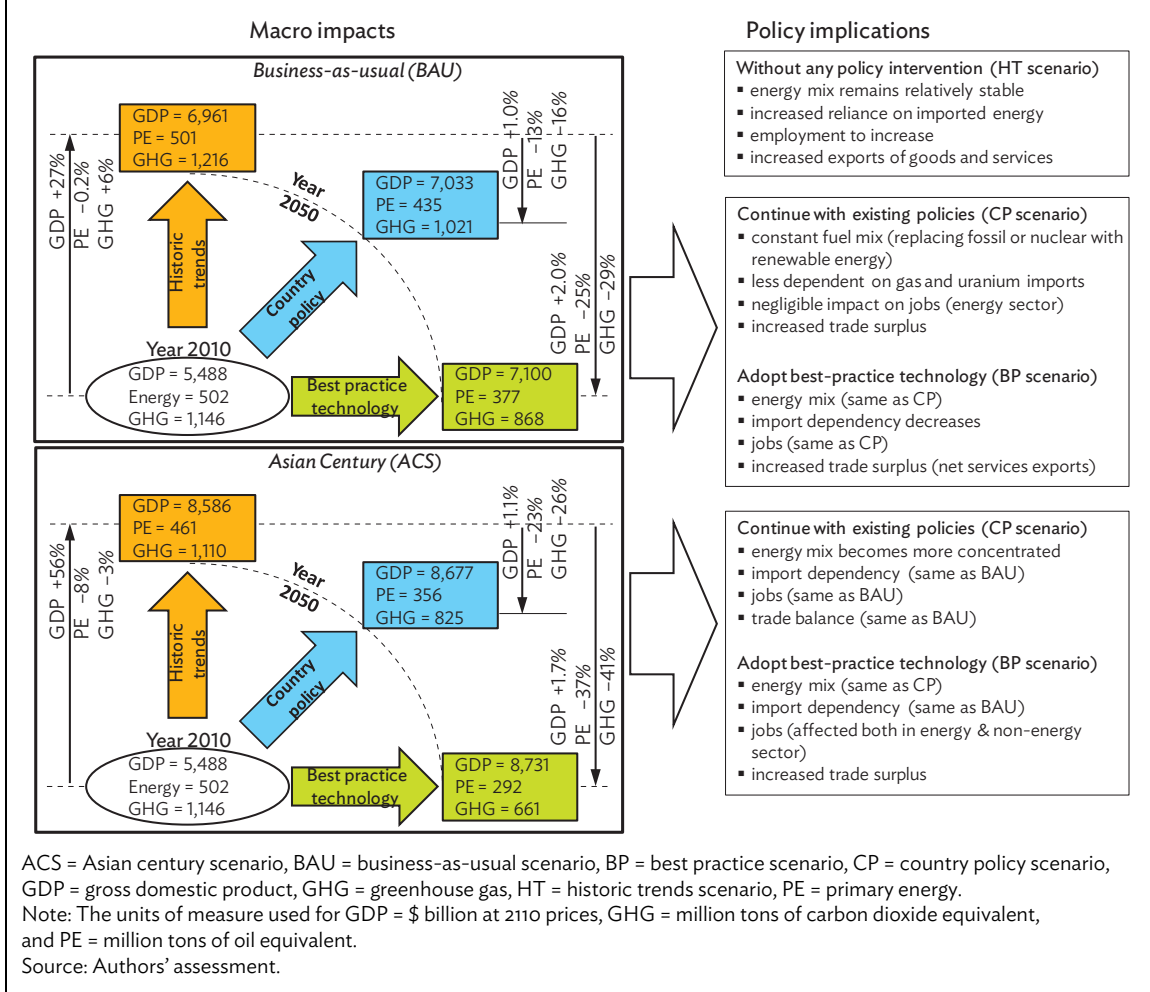 Macro impacts
Policy implications
Business-as-usual (BAU)
GDP = 6,961
PE = 501
GHG = 1,216
GDP +27%
PE −0.2%
GHG +6%
Historic
trends
Year
2050
GDP = 7,033
PE = 435
GHG = 1,021
GDP +1.0%
PE −13%
GHG −16%
Country
policy
GDP +2.0%
PE −25%
GHG −29%
Year 2010
GDP = 5,488
Energy = 502
GHG = 1,146
Best practice
technology
GDP = 7,100
PE = 377
GHG = 868
Asian Century (ACS)
GDP = 8,586
PE = 461
GHG = 1,110
GDP +56%
PE −8%
GHG −3%
Historic
trends
Year
2050
GDP = 8,677
PE = 356
GHG = 825
GDP +1.1%
PE −23%
GHG −26%
Country
policy
GDP +1.7%
PE −37%
GHG −41%
Year 2010
GDP = 5,488
Energy = 502
GHG = 1,146
Best practice
technology
GDP = 8,731
PE = 292
GHG = 661
Without any policy intervention (HT scenario)
▪ energy mix remains relatively stable
▪ increased reliance on imported energy
▪ employment to increase
▪ increased exports of goods and services
Continue with existing policies (CP scenario)
▪ constant fuel mix (replacing fossil or nuclear with
renewable energy)
▪ less dependent on gas and uranium imports
▪ negligible impact on jobs (energy sector)
▪ increased trade surplus
Adopt best-practice technology (BP scenario)
▪ energy mix (same as CP)
▪ import dependency decreases
▪ jobs (same as CP)
▪ increased trade surplus (net services exports)
Continue with existing policies (CP scenario)
▪ energy mix becomes more concentrated
▪ import dependency (same as BAU)
▪ jobs (same as BAU)
▪ trade balance (same as BAU)
Adopt best-practice technology (BP scenario)
▪ energy mix (same as CP)
▪ import dependency (same as BAU)
▪ jobs (affected both in energy & non-energy
sector)
▪ increased trade surplus
ACS = Asian century scenario, BAU = business-as-usual scenario, BP = best practice scenario, CP = country policy scenario,
GDP = gross domestic product, GHG = greenhouse gas, HT = historic trends scenario, PE = primary energy.
Note: The units of measure used for GDP = $ billion at 2110 prices, GHG = million tons of carbon dioxide equivalent,
and PE = million tons of oil equivalent.
Source: Authors’ assessment.